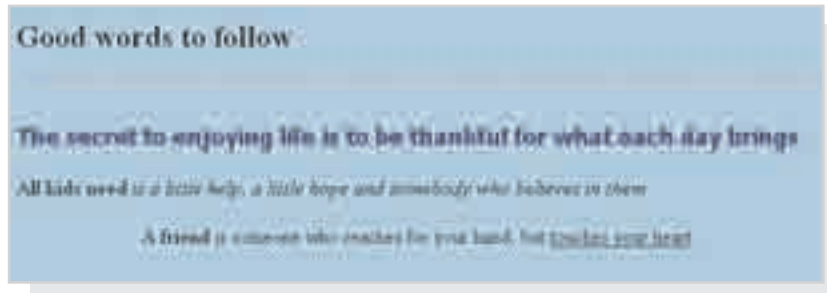 Good words to follow
The secret to enjoying life is to be thankful for what each day brings
All kids need is a little help, a little hope and somebody who believes in them
A friend is someone who reaches for your hand, but touches your heart